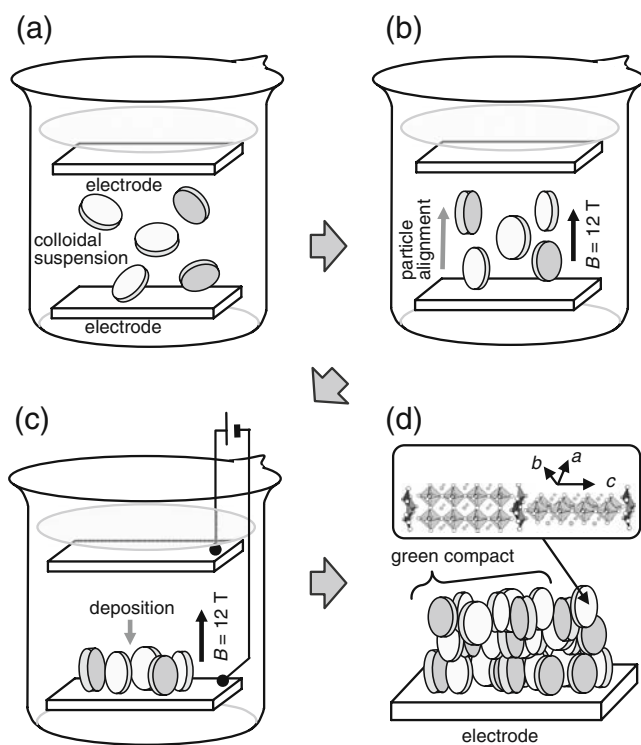 (a)
electrode
colloidal
suspension
electrode
(b)
particle
alignment
B = 12 T
(c)
deposition
B = 12 T
(d)
b
a
c
green compact
electrode